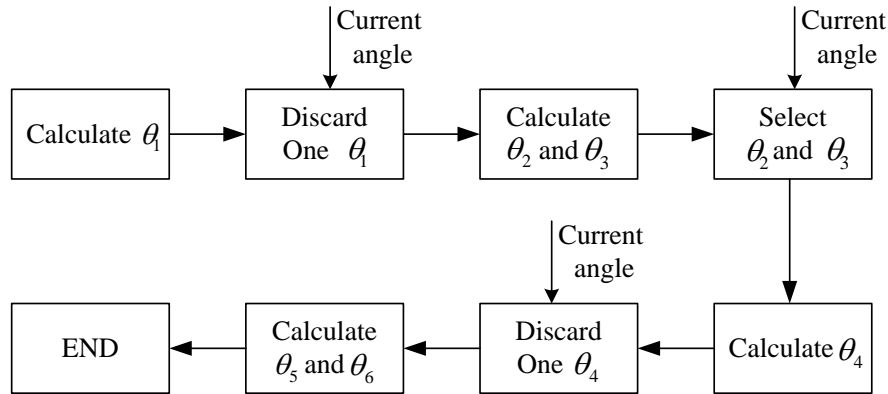 Current
angle
Current
angle
Calculate θ₁
Discard
One θ₁
Calculate
θ₂ and θ₃
Select
θ₂ and θ₃
Current
angle
END
Calculate
θ₅ and θ₆
Discard
One θ₄
Calculate θ₄